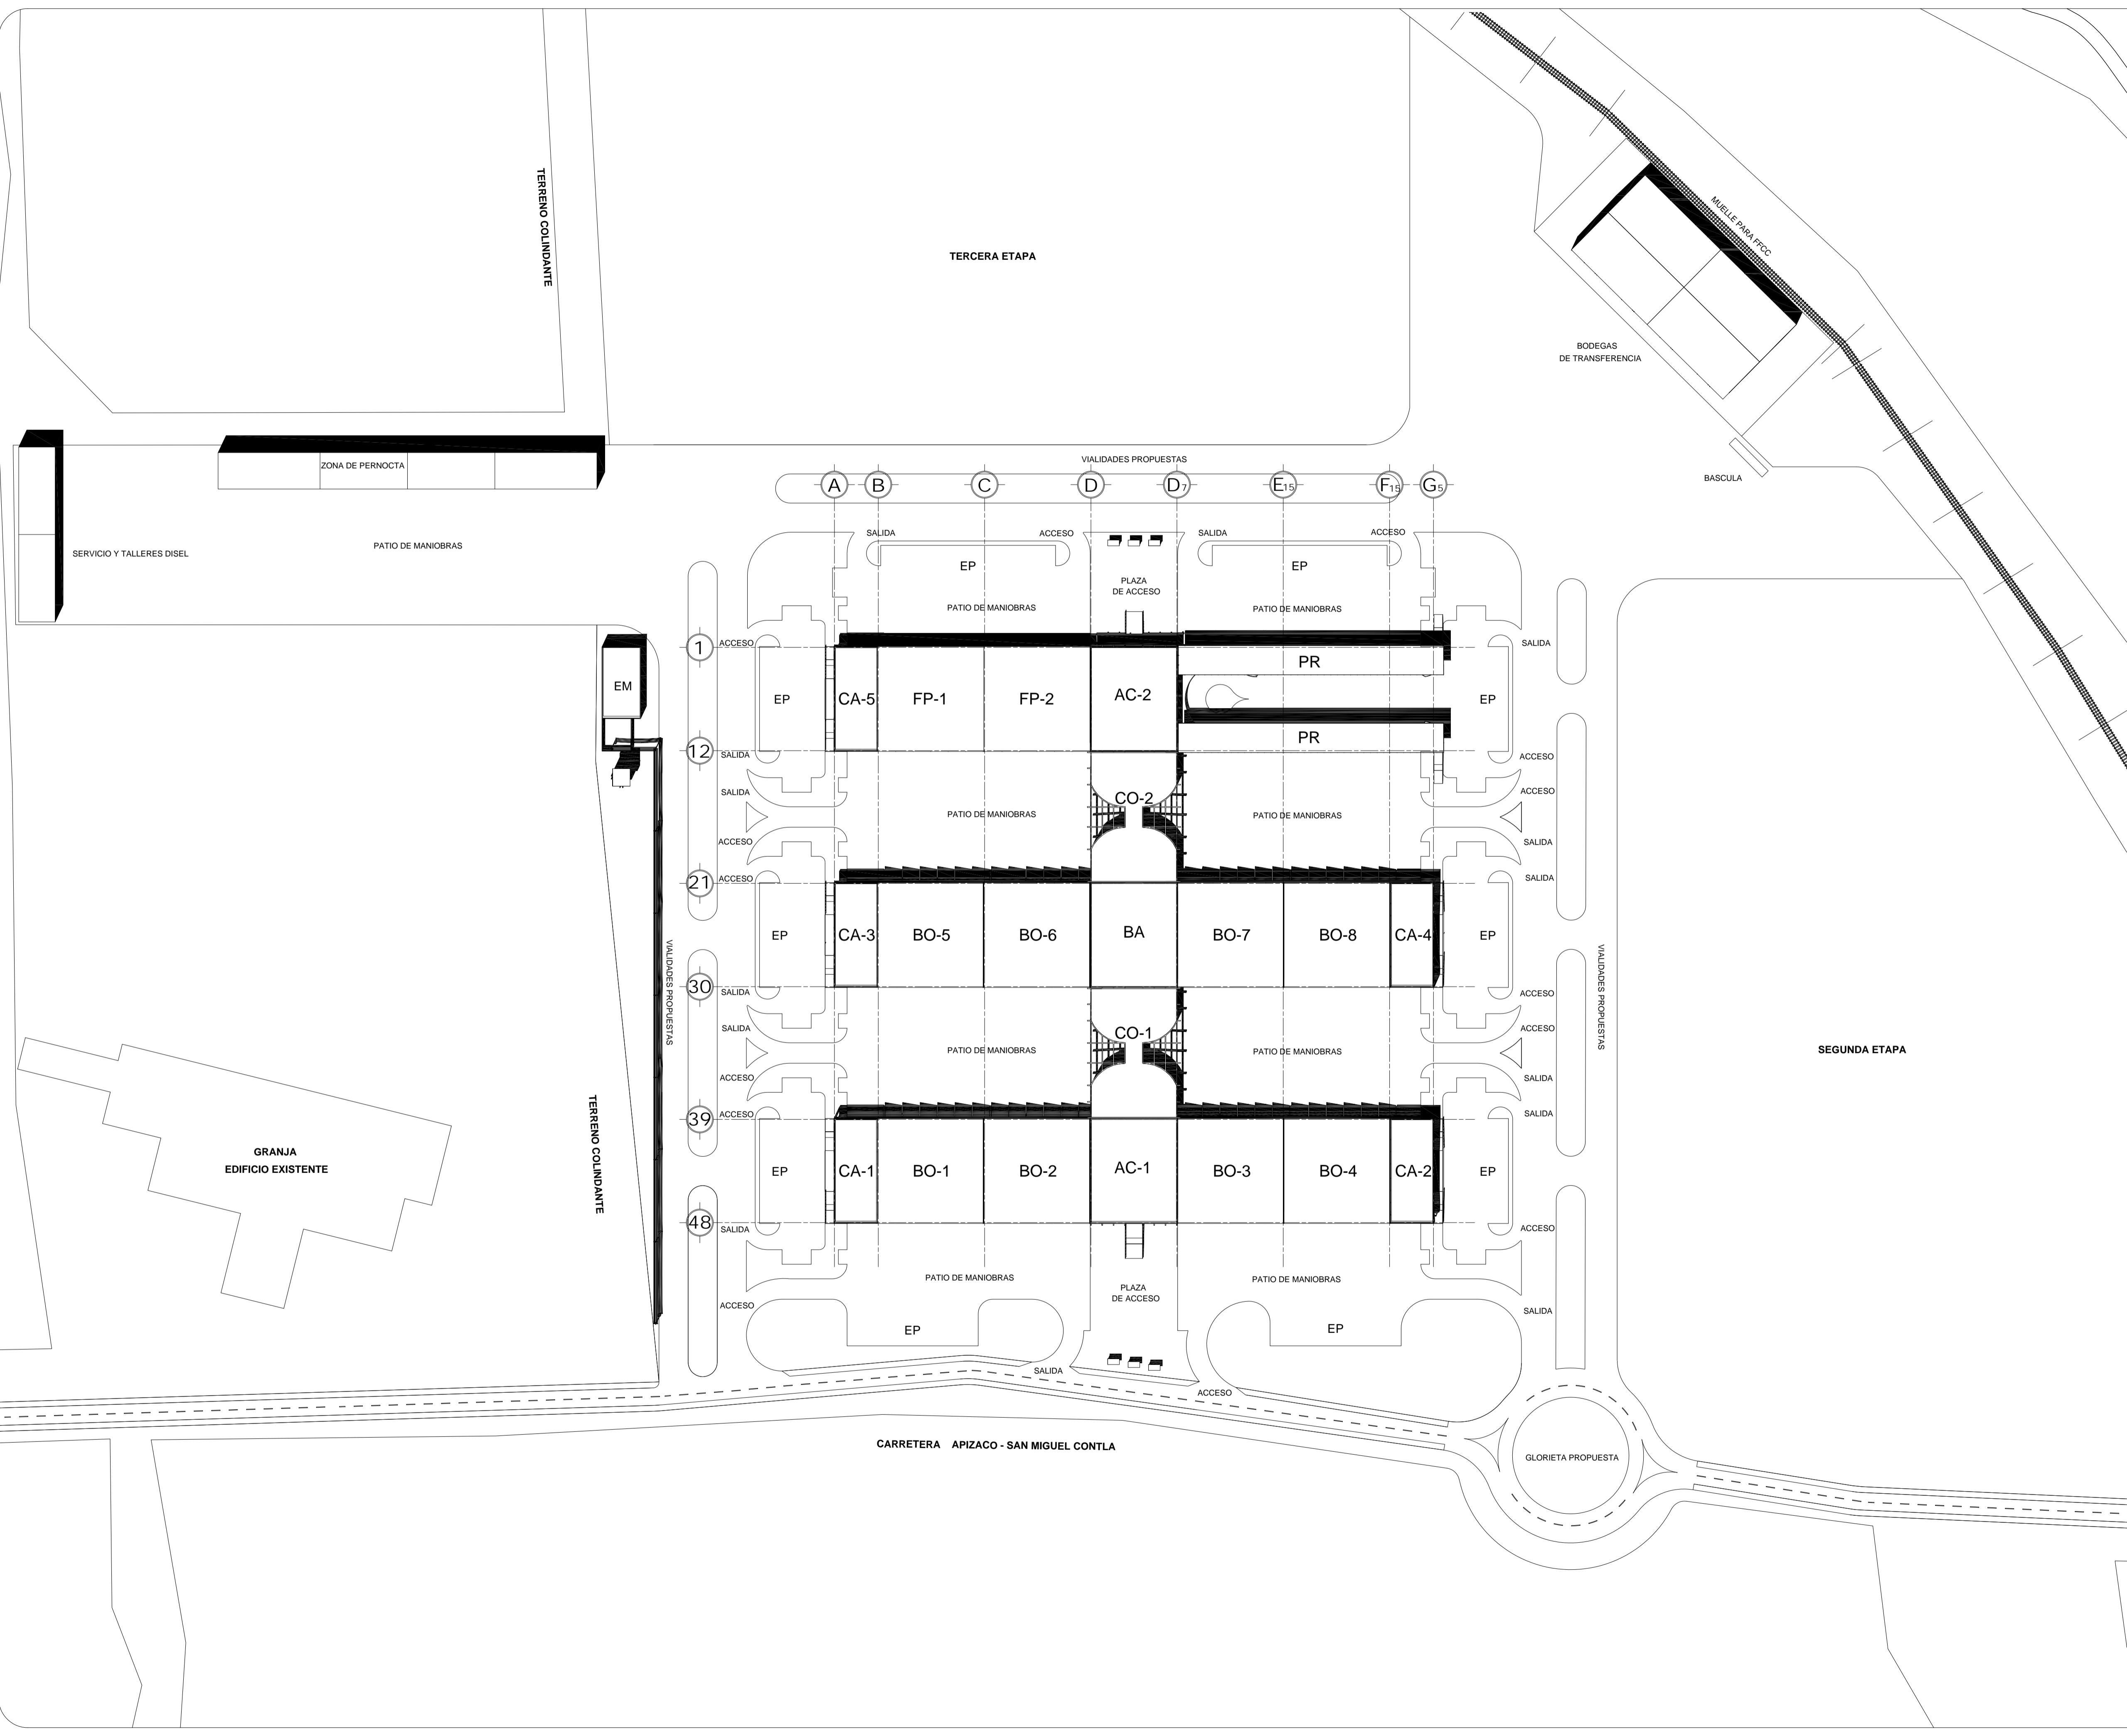 TERRENO COLINDANTE
TERCERA ETAPA
MUELLE PARA FFCC
BODEGAS
DE TRANSFERENCIA
BASCULA
ZONA DE PERNOCTA
SERVICIO Y TALLERES DISEL
PATIO DE MANIOBRAS
VIALIDADES PROPUESTAS
A B C D D7 E15 F15 G5
SALIDA ACCESO SALIDA ACCESO
EP EP
PLAZA
DE ACCESO
PATIO DE MANIOBRAS PATIO DE MANIOBRAS
1 ACCESO SALIDA
PR
EM EP CA-5 FP-1 FP-2 AC-2 EP
PR
12 SALIDA ACCESO
SALIDA CO-2 ACCESO
PATIO DE MANIOBRAS PATIO DE MANIOBRAS
ACCESO SALIDA
21 ACCESO SALIDA
EP CA-3 BO-5 BO-6 BA BO-7 BO-8 CA-4 EP
VIALIDADES PROPUESTAS
VIALIDADES PROPUESTAS
30 SALIDA ACCESO
SALIDA CO-1 ACCESO
PATIO DE MANIOBRAS PATIO DE MANIOBRAS
SEGUNDA ETAPA
ACCESO SALIDA
39 ACCESO SALIDA
TERRENO COLINDANTE
GRANJA
EDIFICIO EXISTENTE
EP CA-1 BO-1 BO-2 AC-1 BO-3 BO-4 CA-2 EP
48 SALIDA ACCESO
PATIO DE MANIOBRAS PATIO DE MANIOBRAS
PLAZA
DE ACCESO
ACCESO SALIDA
EP EP
SALIDA
ACCESO
CARRETERA APIZACO - SAN MIGUEL CONTLA
GLORIETA PROPUESTA